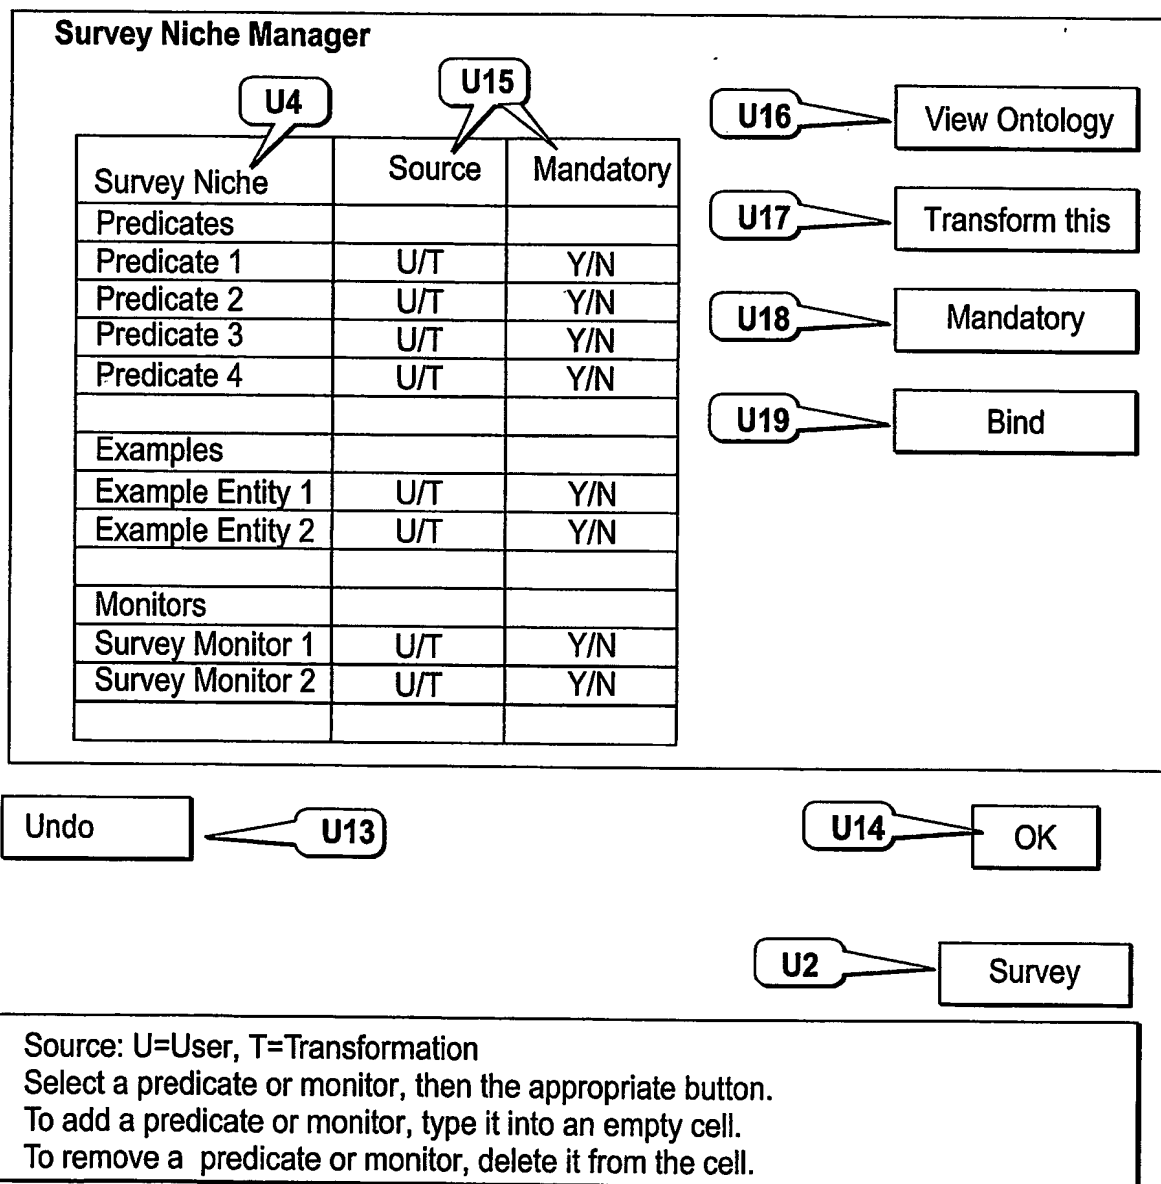 Survey Niche Manager
U4
U15
U16
View Ontology
Survey Niche Source Mandatory
Predicates
U17
Transform this
Predicate 1 U/T Y/N
Predicate 2 U/T Y/N
U18
Mandatory
Predicate 3 U/T Y/N
Predicate 4 U/T Y/N
U19
Bind
Examples
Example Entity 1 U/T Y/N
Example Entity 2 U/T Y/N
Monitors
Survey Monitor 1 U/T Y/N
Survey Monitor 2 U/T Y/N
Undo
U13
U14
OK
U2
Survey
Source: U=User, T=Transformation
Select a predicate or monitor, then the appropriate button.
To add a predicate or monitor, type it into an empty cell.
To remove a predicate or monitor, delete it from the cell.